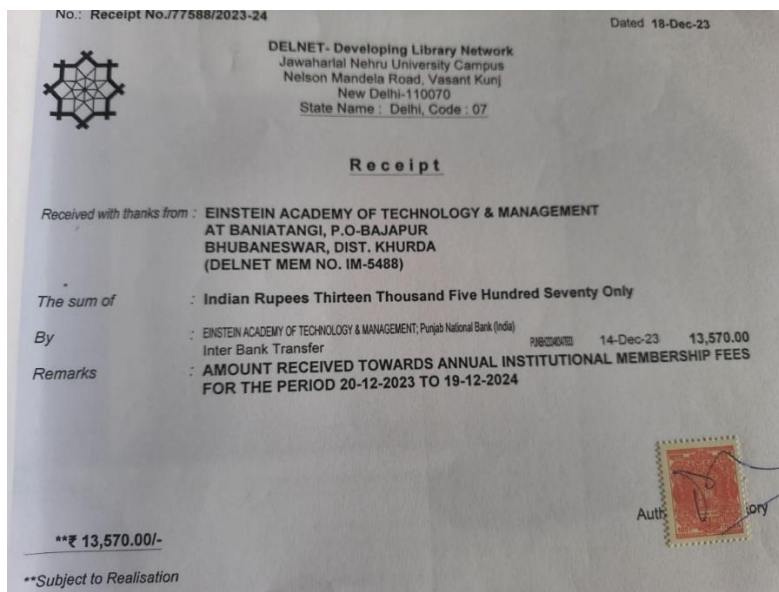 No.: Receipt No./77588/2023-24
Dated 18-Dec-23
DELNET- Developing Library Network
Jawaharlal Nehru University Campus
Nelson Mandela Road, Vasant Kunj
New Delhi-110070
State Name : Delhi, Code : 07
Receipt
Received with thanks from : EINSTEIN ACADEMY OF TECHNOLOGY & MANAGEMENT
AT BANIATANGI, P.O-BAJAPUR
BHUBANESWAR, DIST. KHURDA
(DELNET MEM NO. IM-5488)
The sum of : Indian Rupees Thirteen Thousand Five Hundred Seventy Only
By : EINSTEIN ACADEMY OF TECHNOLOGY & MANAGEMENT; Punjab National Bank (India)
Inter Bank Transfer 14-Dec-23 13,570.00
Remarks : AMOUNT RECEIVED TOWARDS ANNUAL INSTITUTIONAL MEMBERSHIP FEES
FOR THE PERIOD 20-12-2023 TO 19-12-2024
Auth ory
**₹ 13,570.00/-
**Subject to Realisation